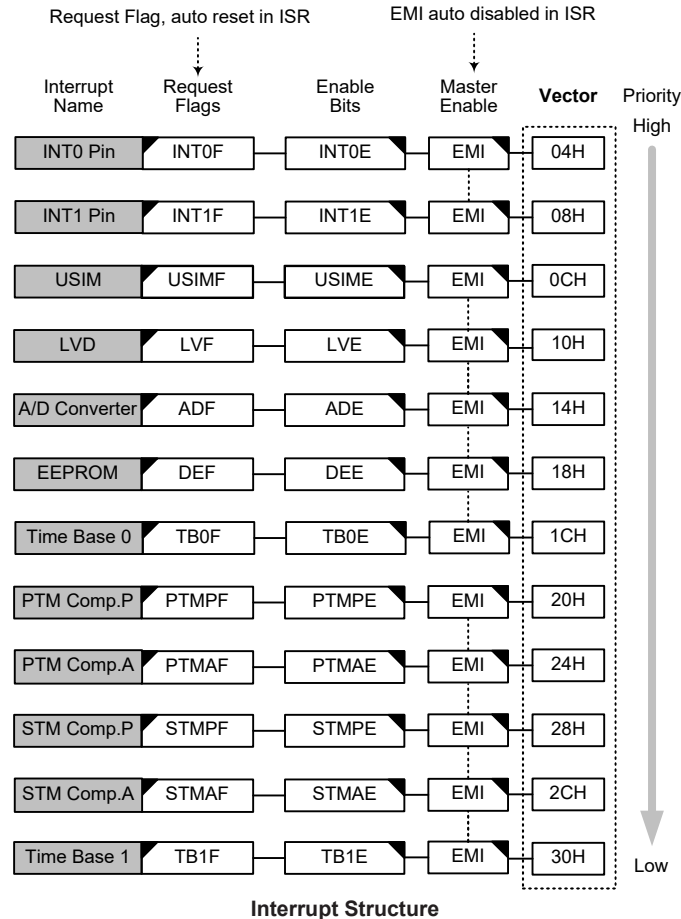 Request Flag, auto reset in ISR
EMI auto disabled in ISR
Interrupt Name
Request Flags
Enable Bits
Master Enable
Vector
Priority
High
INT0 Pin INT0F INT0E EMI 04H
INT1 Pin INT1F INT1E EMI 08H
USIM USIMF USIME EMI 0CH
LVD LVF LVE EMI 10H
A/D Converter ADF ADE EMI 14H
EEPROM DEF DEE EMI 18H
Time Base 0 TB0F TB0E EMI 1CH
PTM Comp.P PTMPF PTMPE EMI 20H
PTM Comp.A PTMAF PTMAE EMI 24H
STM Comp.P STMPF STMPE EMI 28H
STM Comp.A STMAF STMAE EMI 2CH
Time Base 1 TB1F TB1E EMI 30H
Low
Interrupt Structure